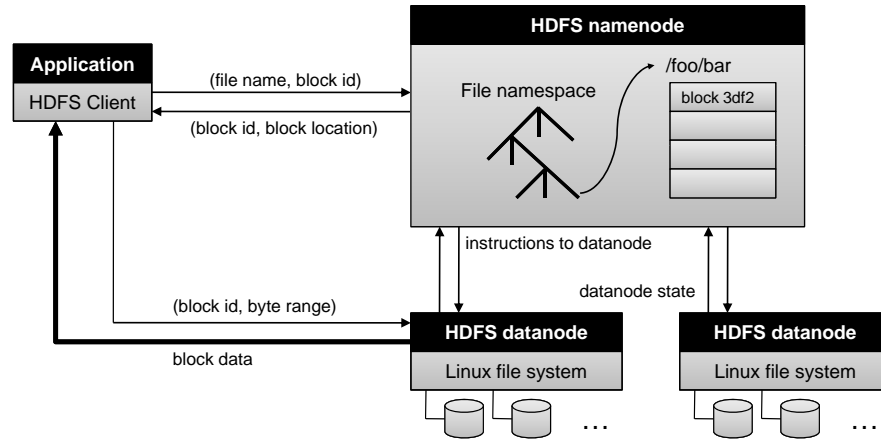 HDFS namenode
Application
HDFS Client
(file name, block id)
(block id, block location)
File namespace
/foo/bar
block 3df2
instructions to datanode
datanode state
(block id, byte range)
block data
HDFS datanode
Linux file system
...
HDFS datanode
Linux file system
...